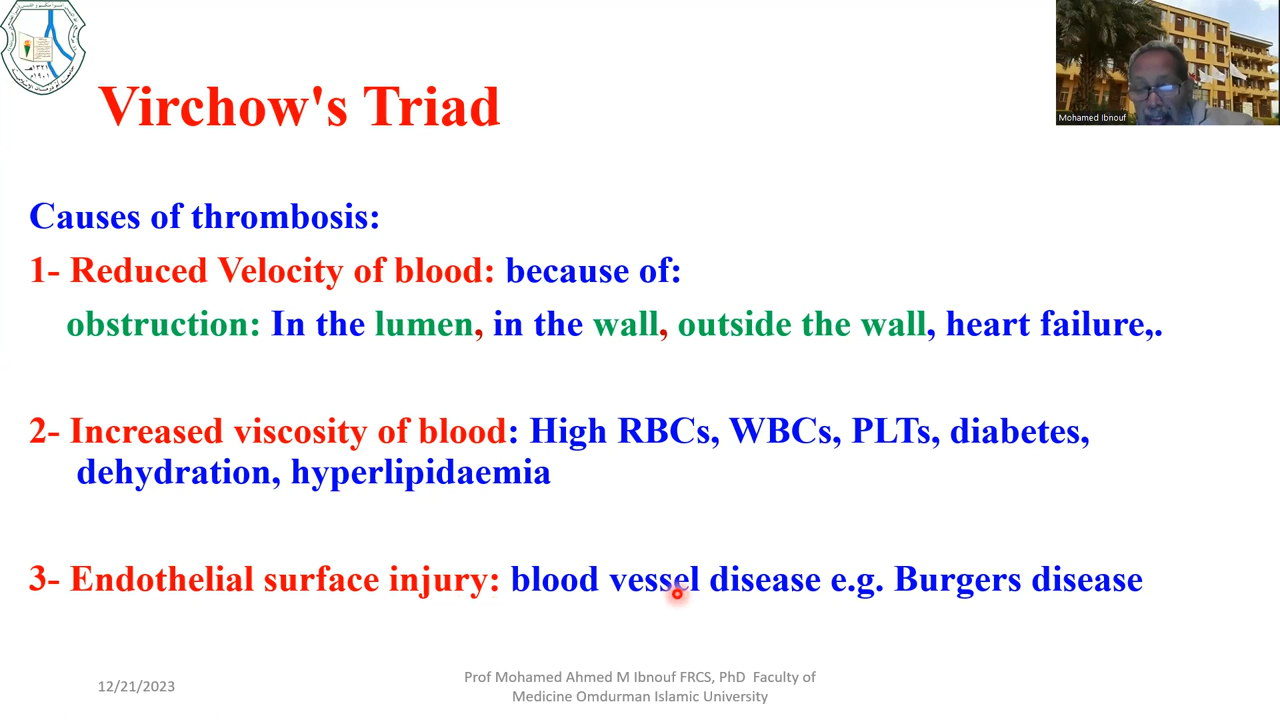 Virchow's Triad
Mohamed Ibnouf
Causes of thrombosis:
1- Reduced Velocity of blood: because of:
obstruction: In the lumen, in the wall, outside the wall, heart failure,.
2- Increased viscosity of blood: High RBCs, WBCs, PLTs, diabetes,
dehydration, hyperlipidaemia
3- Endothelial surface injury: blood vessel disease e.g. Burgers disease
12/21/2023
Prof Mohamed Ahmed M Ibnouf FRCS, PhD Faculty of
Medicine Omdurman Islamic University